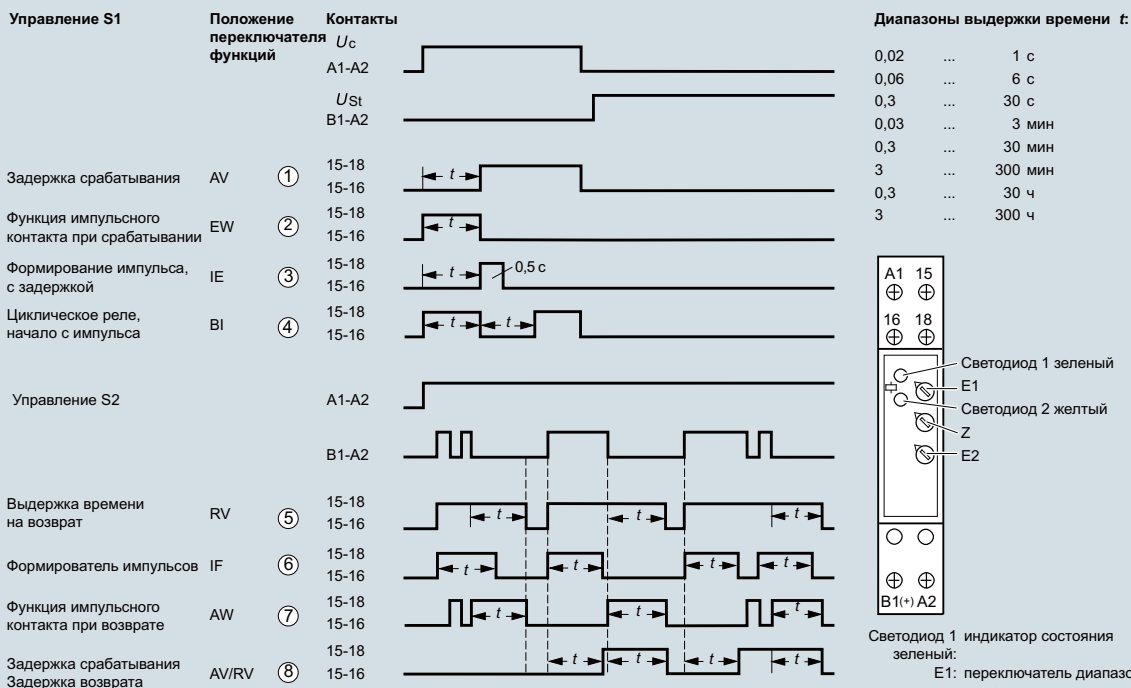 Управление S1
Положение переключателя функций
Контакты
Uc
A1-A2
USt
B1-A2
Задержка срабатывания AV 1 15-18
15-16
t
Функция импульсного
контакта при срабатывании EW 2 15-18
15-16
t
Формирование импульса,
с задержкой IE 3 15-18
15-16
t 0,5 с
Циклическое реле,
начало с импульса BI 4 15-18
15-16
t t
Управление S2 A1-A2
B1-A2
Выдержка времени
на возврат RV 5 15-18
15-16
t t t
Формирователь импульсов IF 6 15-18
15-16
t t t t
Функция импульсного
контакта при возврате AW 7 15-18
15-16
t t t
Задержка срабатывания
Задержка возврата AV/RV 8 15-18
15-16
t t t t
Диапазоны выдержки времени t:
0,02 ... 1 с
0,06 ... 6 с
0,3 ... 30 с
0,03 ... 3 мин
0,3 ... 30 мин
3 ... 300 мин
0,3 ... 30 ч
3 ... 300 ч
A1 15
16 18
Светодиод 1 зеленый
E1
Светодиод 2 желтый
Z
E2
B1(+) A2
Светодиод 1 индикатор состояния
зеленый:
E1: переключатель диапазо